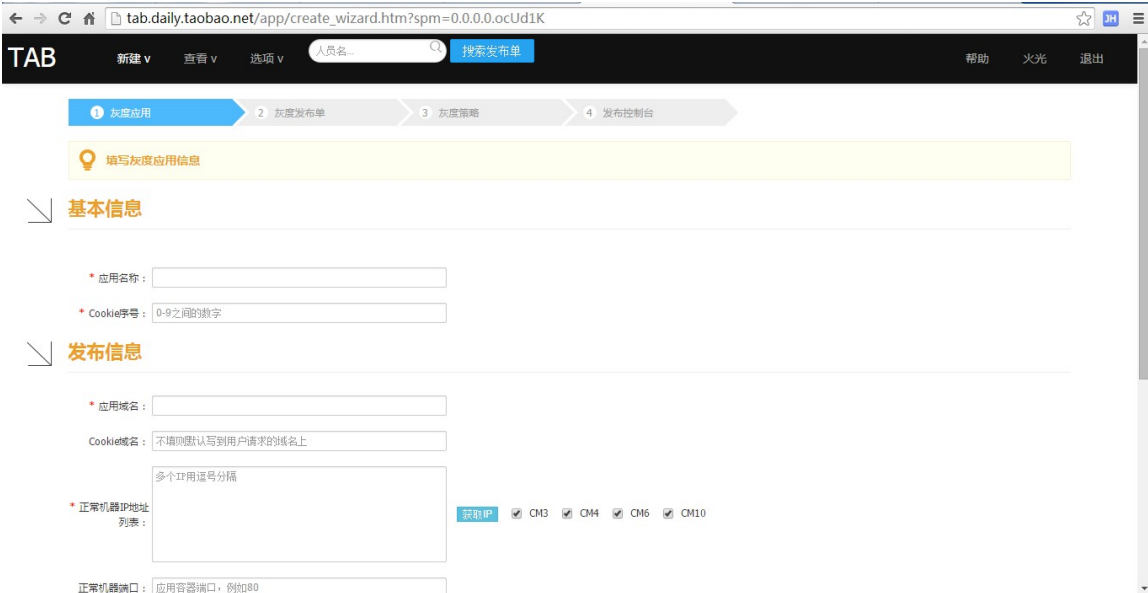 tab.daily.taobao.net/app/create_wizard.htm?spm=0.0.0.0.ocUd1K JH
TAB 新建 v 查看 v 选项 v 人员名... 搜索发布单 帮助 火光 退出
1 灰度应用 2 灰度发布单 3 灰度策略 4 发布控制台
填写灰度应用信息
基本信息
* 应用名称：
* Cookie序号： 0-9之间的数字
发布信息
* 应用域名：
Cookie域名： 不填则默认写到用户请求的域名上
多个IP用逗号分隔
* 正常机器IP地址
列表：
获取IP CM3 CM4 CM6 CM10
正常机器端口： 应用容器端口，例如80